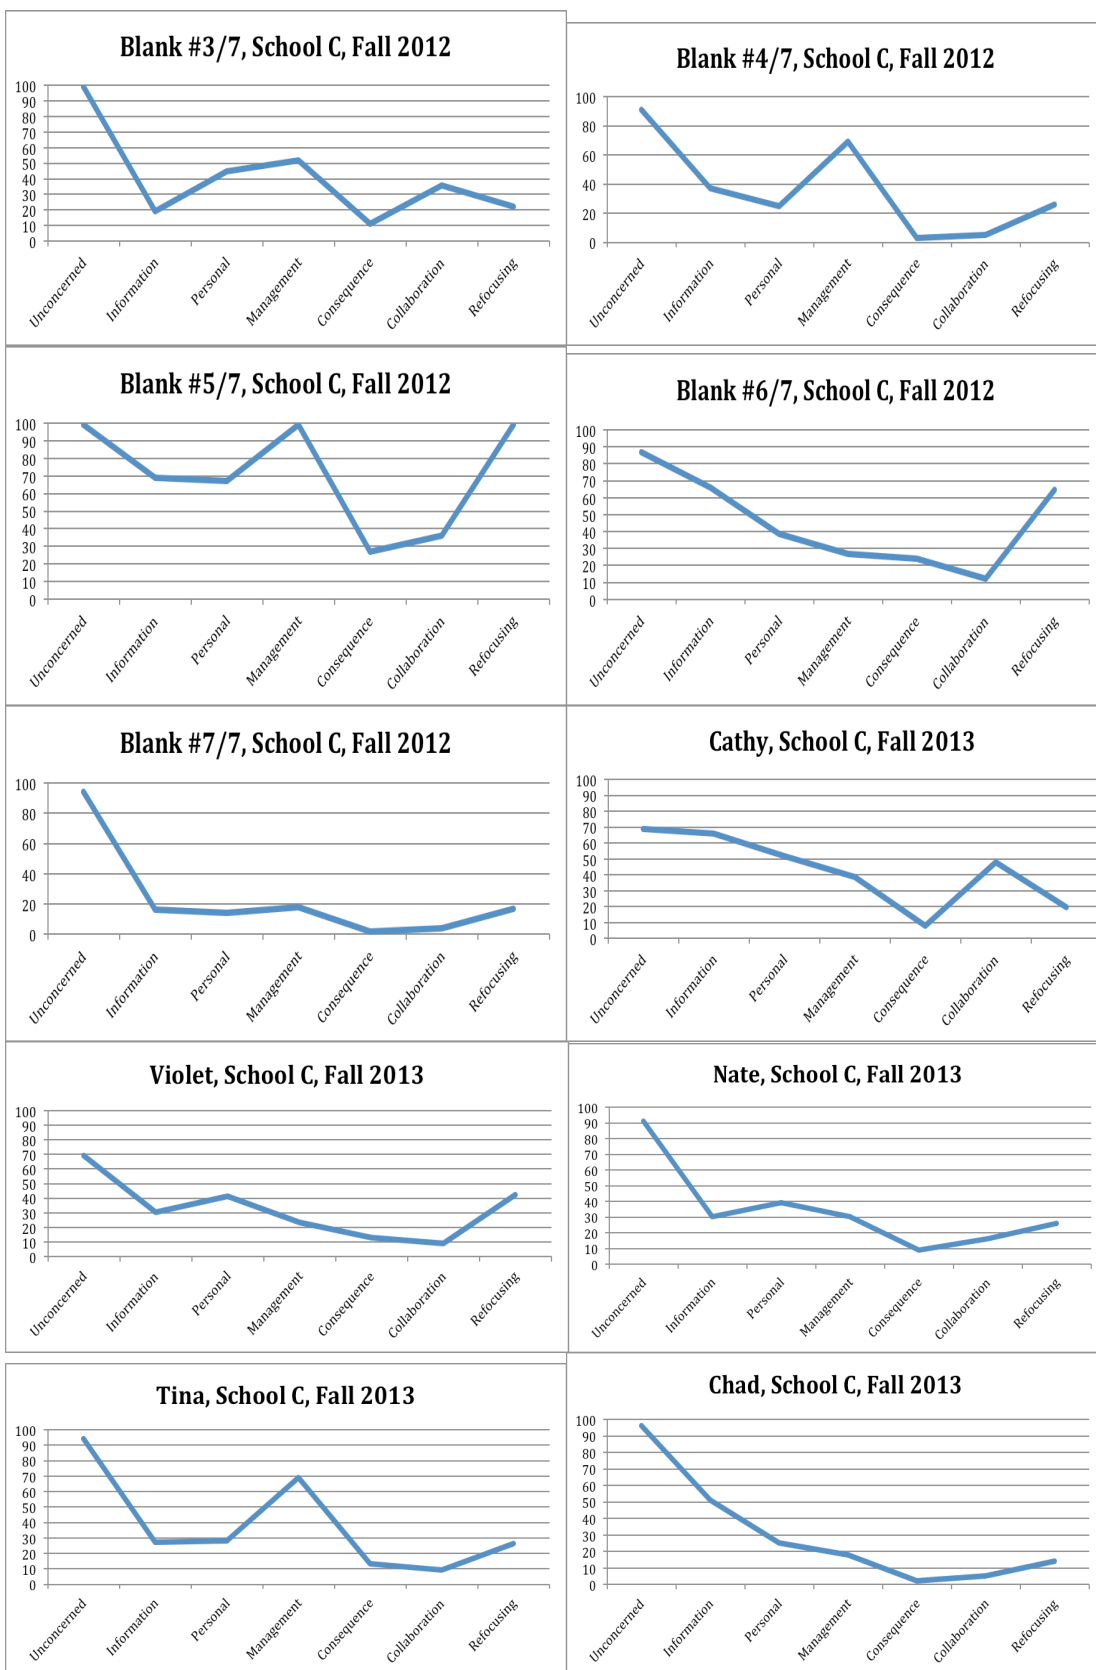 Blank #3/7, School C, Fall 2012
100
90
80
70
60
50
40
30
20
10
0
Unconcerned
Information
Personal
Management
Consequence
Collaboration
Refocusing
Blank #4/7, School C, Fall 2012
100
80
60
40
20
0
Unconcerned
Information
Personal
Management
Consequence
Collaboration
Refocusing
Blank #5/7, School C, Fall 2012
100
90
80
70
60
50
40
30
20
10
0
Unconcerned
Information
Personal
Management
Consequence
Collaboration
Refocusing
Blank #6/7, School C, Fall 2012
100
90
80
70
60
50
40
30
20
10
0
Unconcerned
Information
Personal
Management
Consequence
Collaboration
Refocusing
Blank #7/7, School C, Fall 2012
100
80
60
40
20
0
Unconcerned
Information
Personal
Management
Consequence
Collaboration
Refocusing
Cathy, School C, Fall 2013
100
90
80
70
60
50
40
30
20
10
0
Unconcerned
Information
Personal
Management
Consequence
Collaboration
Refocusing
Violet, School C, Fall 2013
100
90
80
70
60
50
40
30
20
10
0
Unconcerned
Information
Personal
Management
Consequence
Collaboration
Refocusing
Nate, School C, Fall 2013
100
90
80
70
60
50
40
30
20
10
0
Unconcerned
Information
Personal
Management
Consequence
Collaboration
Refocusing
Tina, School C, Fall 2013
100
90
80
70
60
50
40
30
20
10
0
Unconcerned
Information
Personal
Management
Consequence
Collaboration
Refocusing
Chad, School C, Fall 2013
100
90
80
70
60
50
40
30
20
10
0
Unconcerned
Information
Personal
Management
Consequence
Collaboration
Refocusing